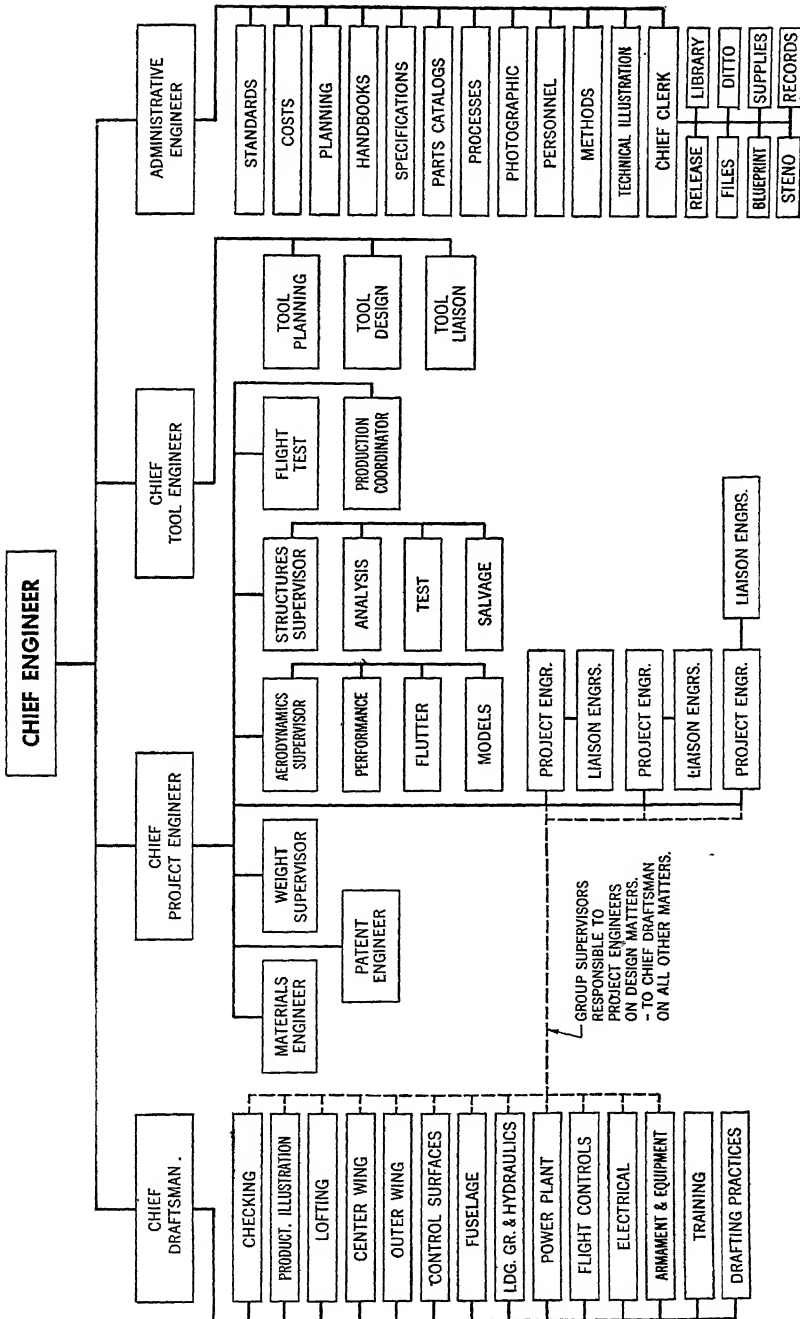 CHIEF ENGINEER
CHIEF
DRAFTSMAN .
CHECKING
PRODUCT. ILLUSTRATION
LOFTING
CENTER WING
OUTER WING
CONTROL SURFACES
FUSELAGE
LDG. GR. & HYDRAULICS
POWER PLANT
FLIGHT CONTROLS
ELECTRICAL
ARMAMENT & EQUIPMENT
TRAINING
DRAFTING PRACTICES
GROUP SUPERVISORS
RESPONSIBLE TO
PROJECT ENGINEERS
ON DESIGN MATTERS.
- TO CHIEF DRAFTSMAN
ON ALL OTHER MATTERS.
CHIEF
PROJECT ENGINEER
MATERIALS
ENGINEER
PATENT
ENGINEER
WEIGHT
SUPERVISOR
AERODYNAMICS
SUPERVISOR
PERFORMANCE
FLUTTER
MODELS
STRUCTURES
SUPERVISOR
ANALYSIS
TEST
SALVAGE
FLIGHT
TEST
PRODUCTION
COORDINATOR
PROJECT ENGR.
LIAISON ENGRS.
PROJECT ENGR.
LIAISON ENGRS.
PROJECT ENGR.
LIAISON ENGRS.
CHIEF
TOOL ENGINEER
TOOL
PLANNING
TOOL
DESIGN
TOOL
LIAISON
ADMINISTRATIVE
ENGINEER
STANDARDS
COSTS
PLANNING
HANDBOOKS
SPECIFICATIONS
PARTS CATALOGS
PROCESSES
PHOTOGRAPHIC
PERSONNEL
METHODS
TECHNICAL ILLUSTRATION
CHIEF CLERK
RELEASE
LIBRARY
FILES
DITTO
BLUEPRINT
SUPPLIES
STENO
RECORDS